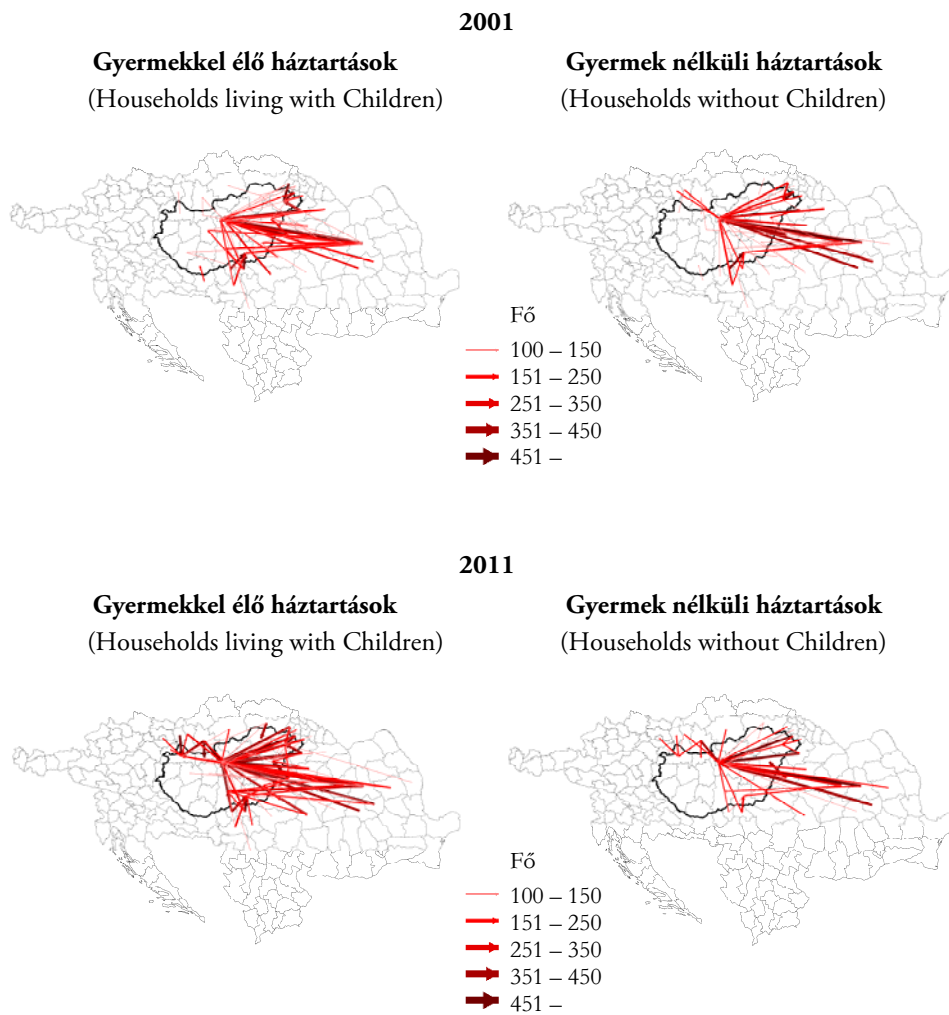 2001
Gyermekkel élő háztartások
(Households living with Children)
Gyermek nélküli háztartások
(Households without Children)
Fő
100 – 150
151 – 250
251 – 350
351 – 450
451 –
2011
Gyermekkel élő háztartások
(Households living with Children)
Gyermek nélküli háztartások
(Households without Children)
Fő
100 – 150
151 – 250
251 – 350
351 – 450
451 –